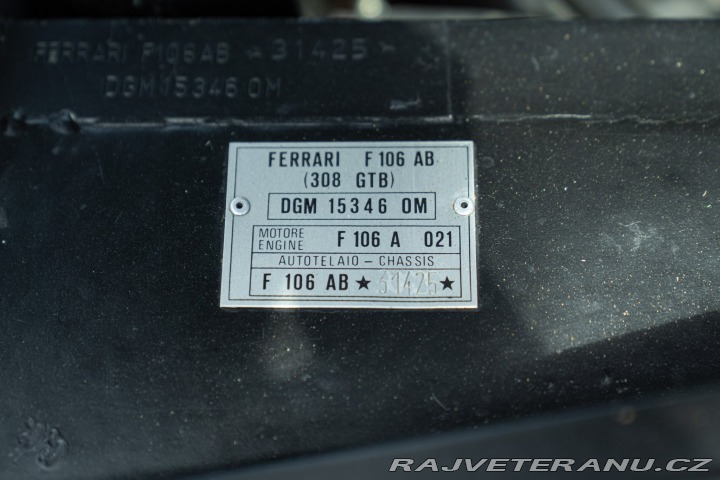 FERRARI F106AB ★31425★
DGM 15346 OM
FERRARI F 106 AB
(308 GTB)
DGM 15346 OM
MOTORE
ENGINE F 106 A 021
AUTOTELAIO – CHASSIS
F 106 AB ★ 31425 ★
RAJVETERANU.CZ